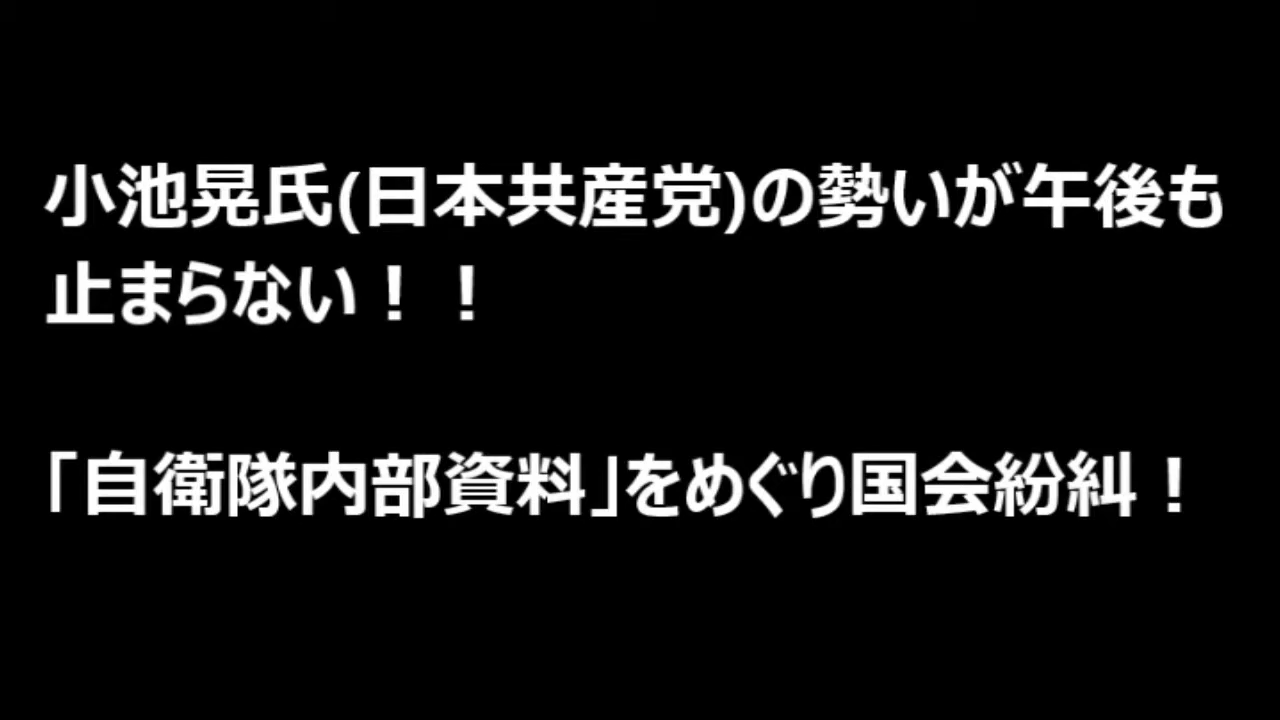 小池晃氏(日本共産党)の勢いが午後も
止まらない！！
「自衛隊内部資料」をめぐり国会紛糾！